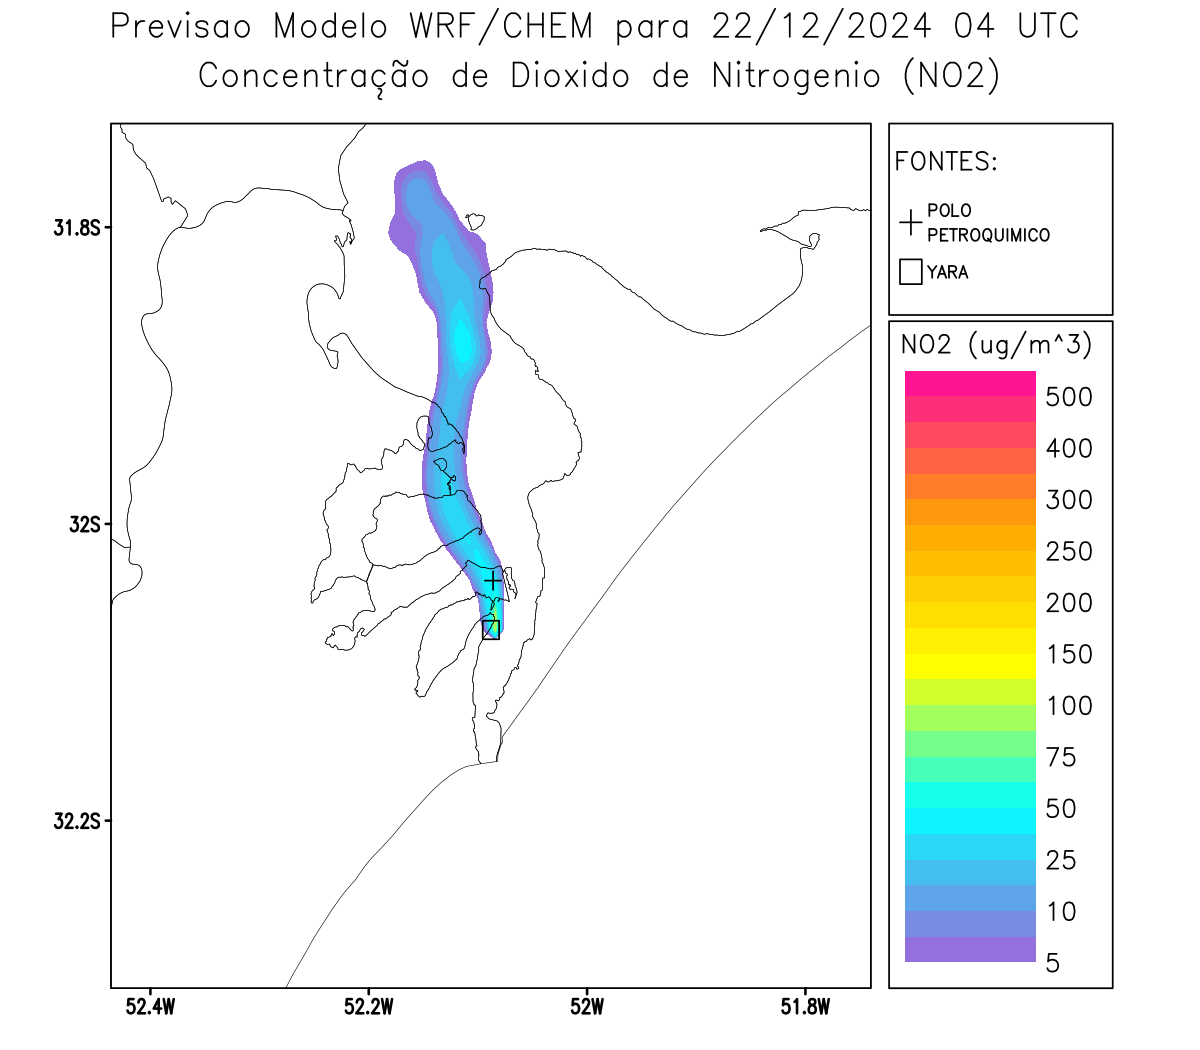 Previsao Modelo WRF/CHEM para 22/12/2024 04 UTC
Concentração de Dioxido de Nitrogenio (NO2)
FONTES:
POLO
PETROQUIMICO
YARA
31.8S
32S
32.2S
52.4W
52.2W
52W
51.8W
NO2 (ug/m^3)
500
400
300
250
200
150
100
75
50
25
10
5